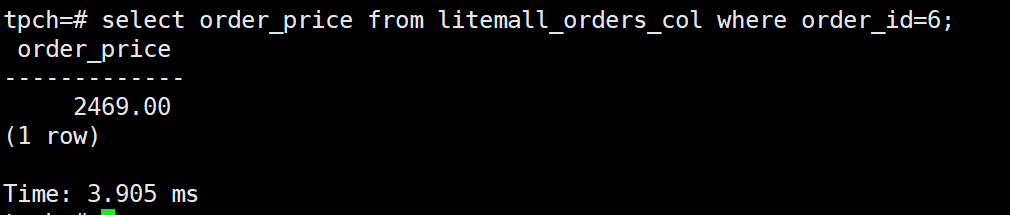 tpch=# select order_price from litemall_orders_col where order_id=6;
 order_price
-------------
     2469.00
(1 row)

Time: 3.905 ms